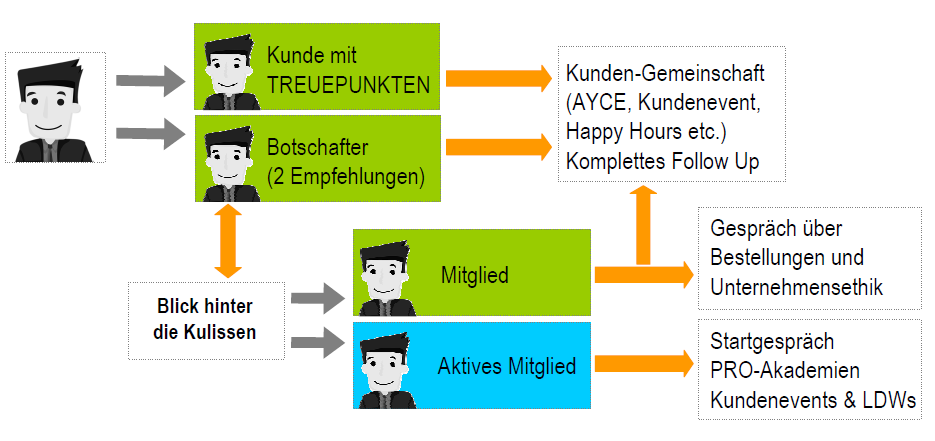 Kunde mit
TREUEPUNKTEN
Botschafter
(2 Empfehlungen)
Kunden-Gemeinschaft
(AYCE, Kundenevent,
Happy Hours etc.)
Komplettes Follow Up
Blick hinter
die Kulissen
Mitglied
Aktives Mitglied
Gespräch über
Bestellungen und
Unternehmensethik
Startgespräch
PRO-Akademien
Kundenevents & LDWs